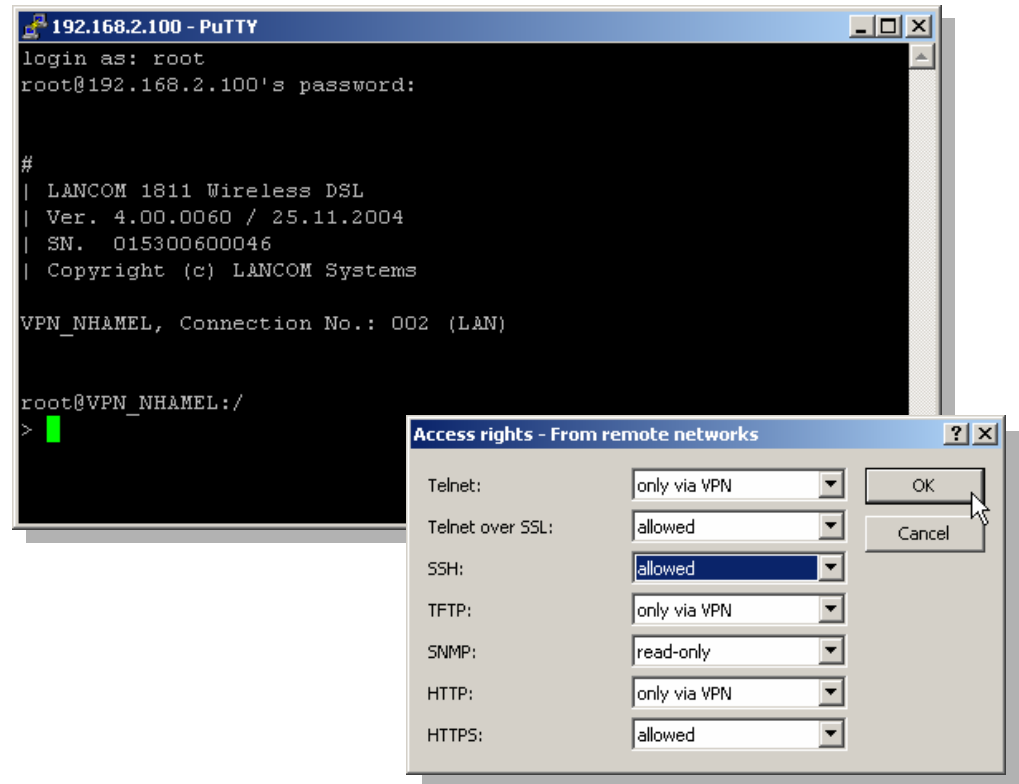 192.168.2.100 - PuTTY
login as: root
root@192.168.2.100's password:
#
| LANCOM 1811 Wireless DSL
| Ver. 4.00.0060 / 25.11.2004
| SN.  015300600046
| Copyright (c) LANCOM Systems
VPN_NHAMEL, Connection No.: 002 (LAN)
root@VPN_NHAMEL:/
>
Access rights - From remote networks
Telnet: only via VPN OK
Telnet over SSL: allowed Cancel
SSH: allowed
TFTP: only via VPN
SNMP: read-only
HTTP: only via VPN
HTTPS: allowed